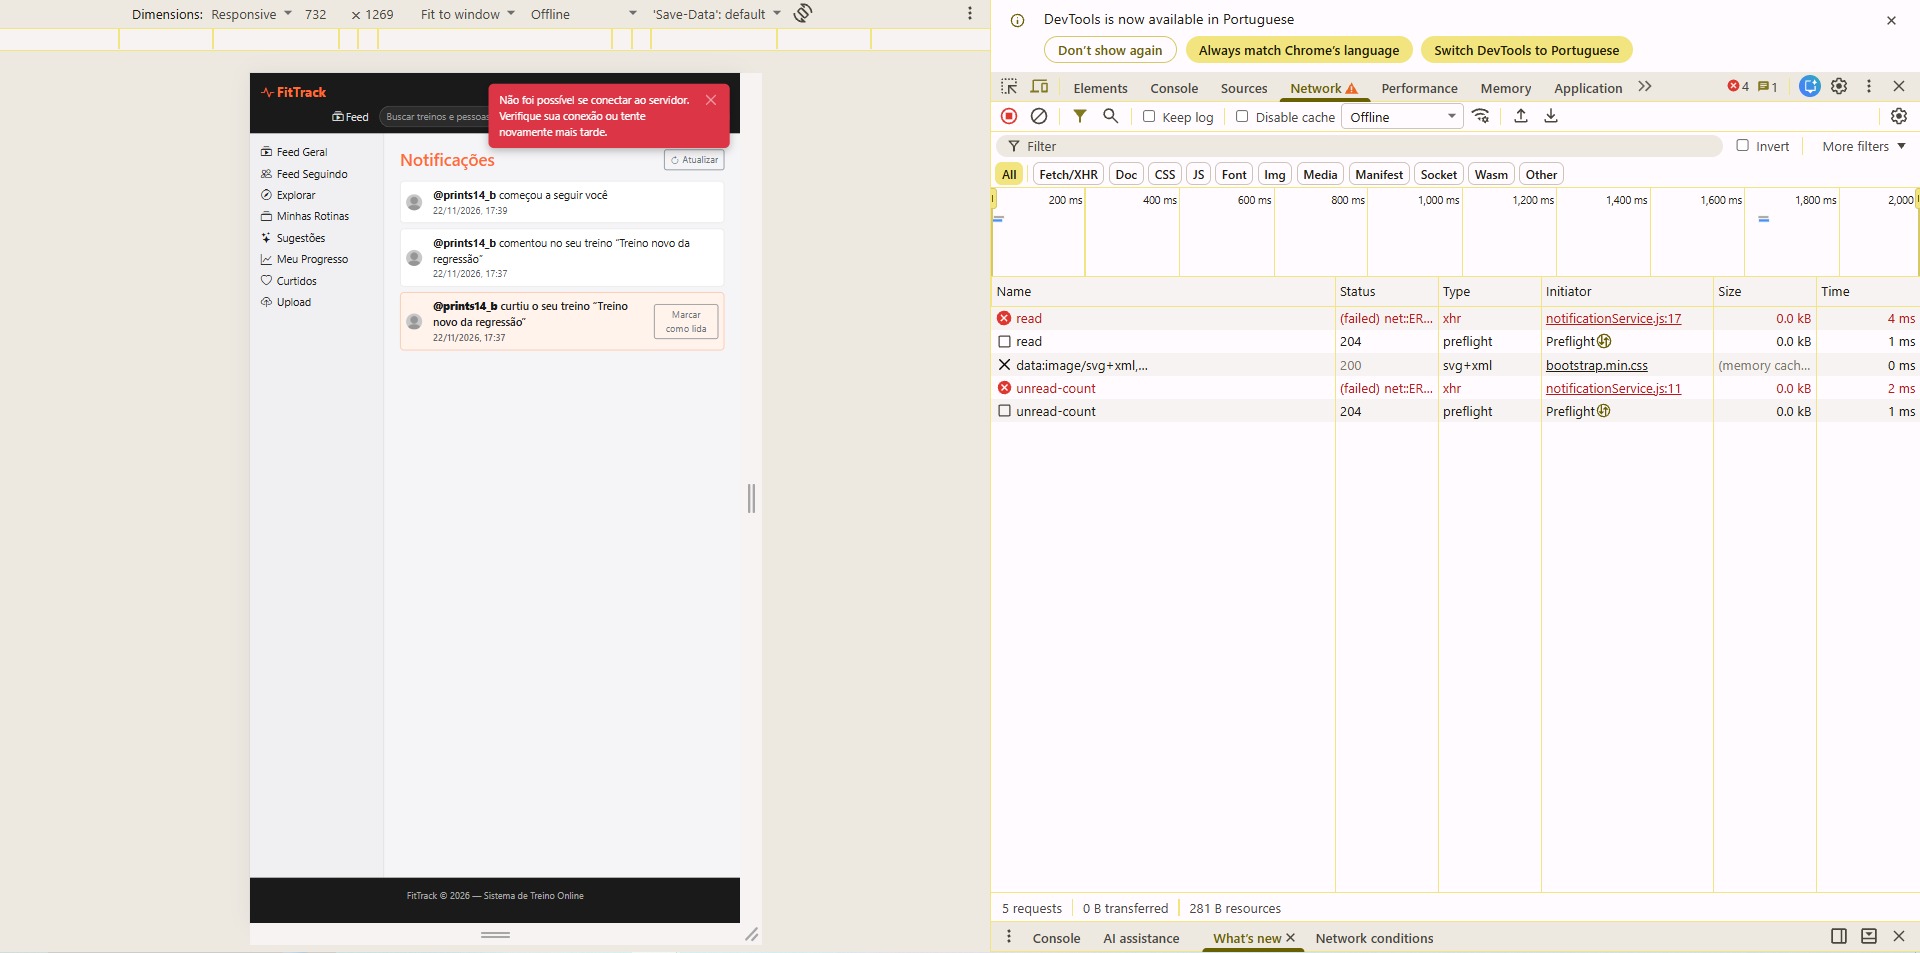 Dimensions: Responsive 732 × 1269 Fit to window Offline 'Save-Data': default
FitTrack
Feed Buscar treinos e pessoas
Não foi possível se conectar ao servidor.
Verifique sua conexão ou tente
novamente mais tarde.
Feed Geral
Feed Seguindo
Explorar
Minhas Rotinas
Sugestões
Meu Progresso
Curtidos
Upload
Notificações Atualizar
@prints14_b começou a seguir você
22/11/2026, 17:39
@prints14_b comentou no seu treino “Treino novo da
regressão”
22/11/2026, 17:37
@prints14_b curtiu o seu treino “Treino
novo da regressão”
22/11/2026, 17:37
Marcar
como lida
FitTrack © 2026 — Sistema de Treino Online
DevTools is now available in Portuguese
Don't show again Always match Chrome's language Switch DevTools to Portuguese
Elements Console Sources Network Performance Memory Application 4 1
Keep log Disable cache Offline
Filter Invert More filters
All Fetch/XHR Doc CSS JS Font Img Media Manifest Socket Wasm Other
200 ms 400 ms 600 ms 800 ms 1,000 ms 1,200 ms 1,400 ms 1,600 ms 1,800 ms 2,000
Name Status Type Initiator Size Time
read (failed) net::ER... xhr notificationService.js:17 0.0 kB 4 ms
read 204 preflight Preflight 0.0 kB 1 ms
data:image/svg+xml,... 200 svg+xml bootstrap.min.css (memory cach... 0 ms
unread-count (failed) net::ER... xhr notificationService.js:11 0.0 kB 2 ms
unread-count 204 preflight Preflight 0.0 kB 1 ms
5 requests 0 B transferred 281 B resources
Console AI assistance What's new Network conditions